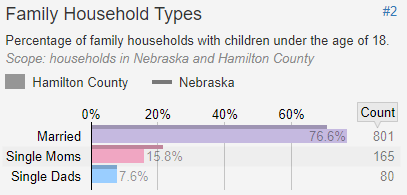 Family Household Types #2
Percentage of family households with children under the age of 18.
Scope: households in Nebraska and Hamilton County
Hamilton County Nebraska
0% 20% 40% 60% Count
Married 76.6% 801
Single Moms 15.8% 165
Single Dads 7.6% 80